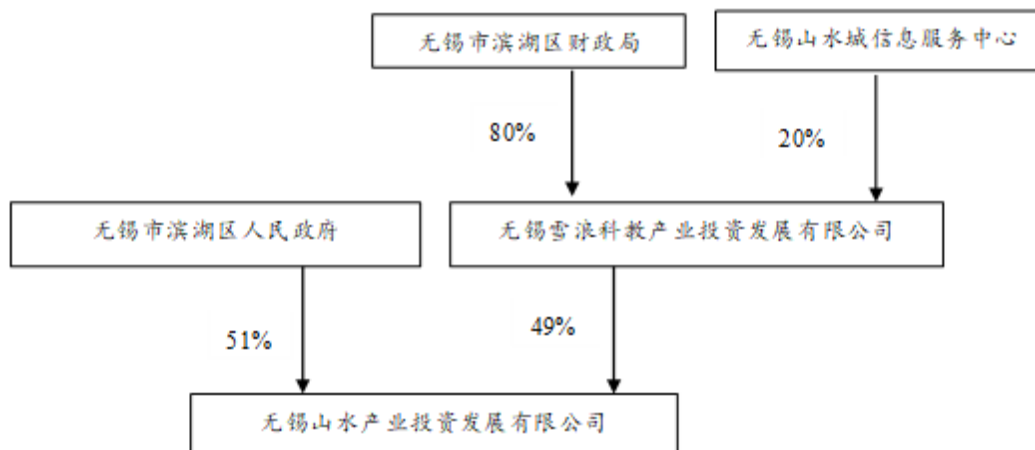 无锡市滨湖区财政局
无锡山水城信息服务中心
80%
20%
无锡市滨湖区人民政府
无锡雪浪科教产业投资发展有限公司
51%
49%
无锡山水产业投资发展有限公司